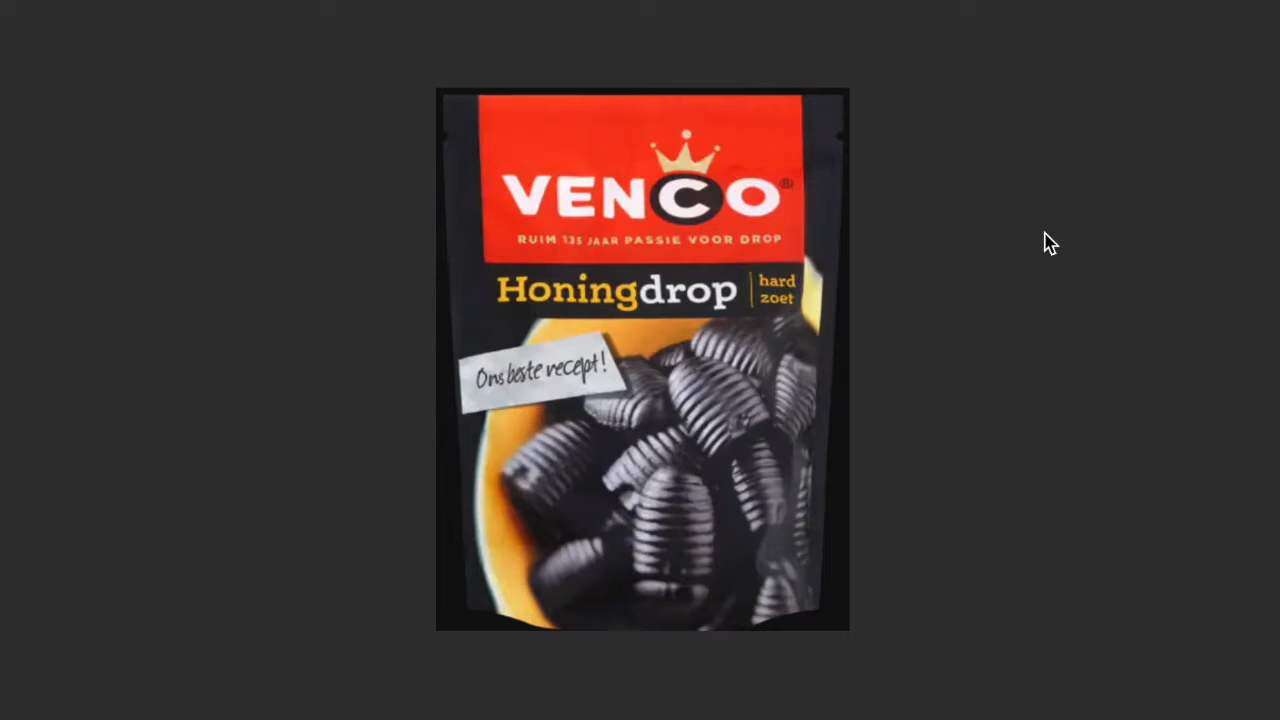 VENCO®
RUIM 135 JAAR PASSIE VOOR DROP
Honingdrop
hard
zoet
Ons beste recept!